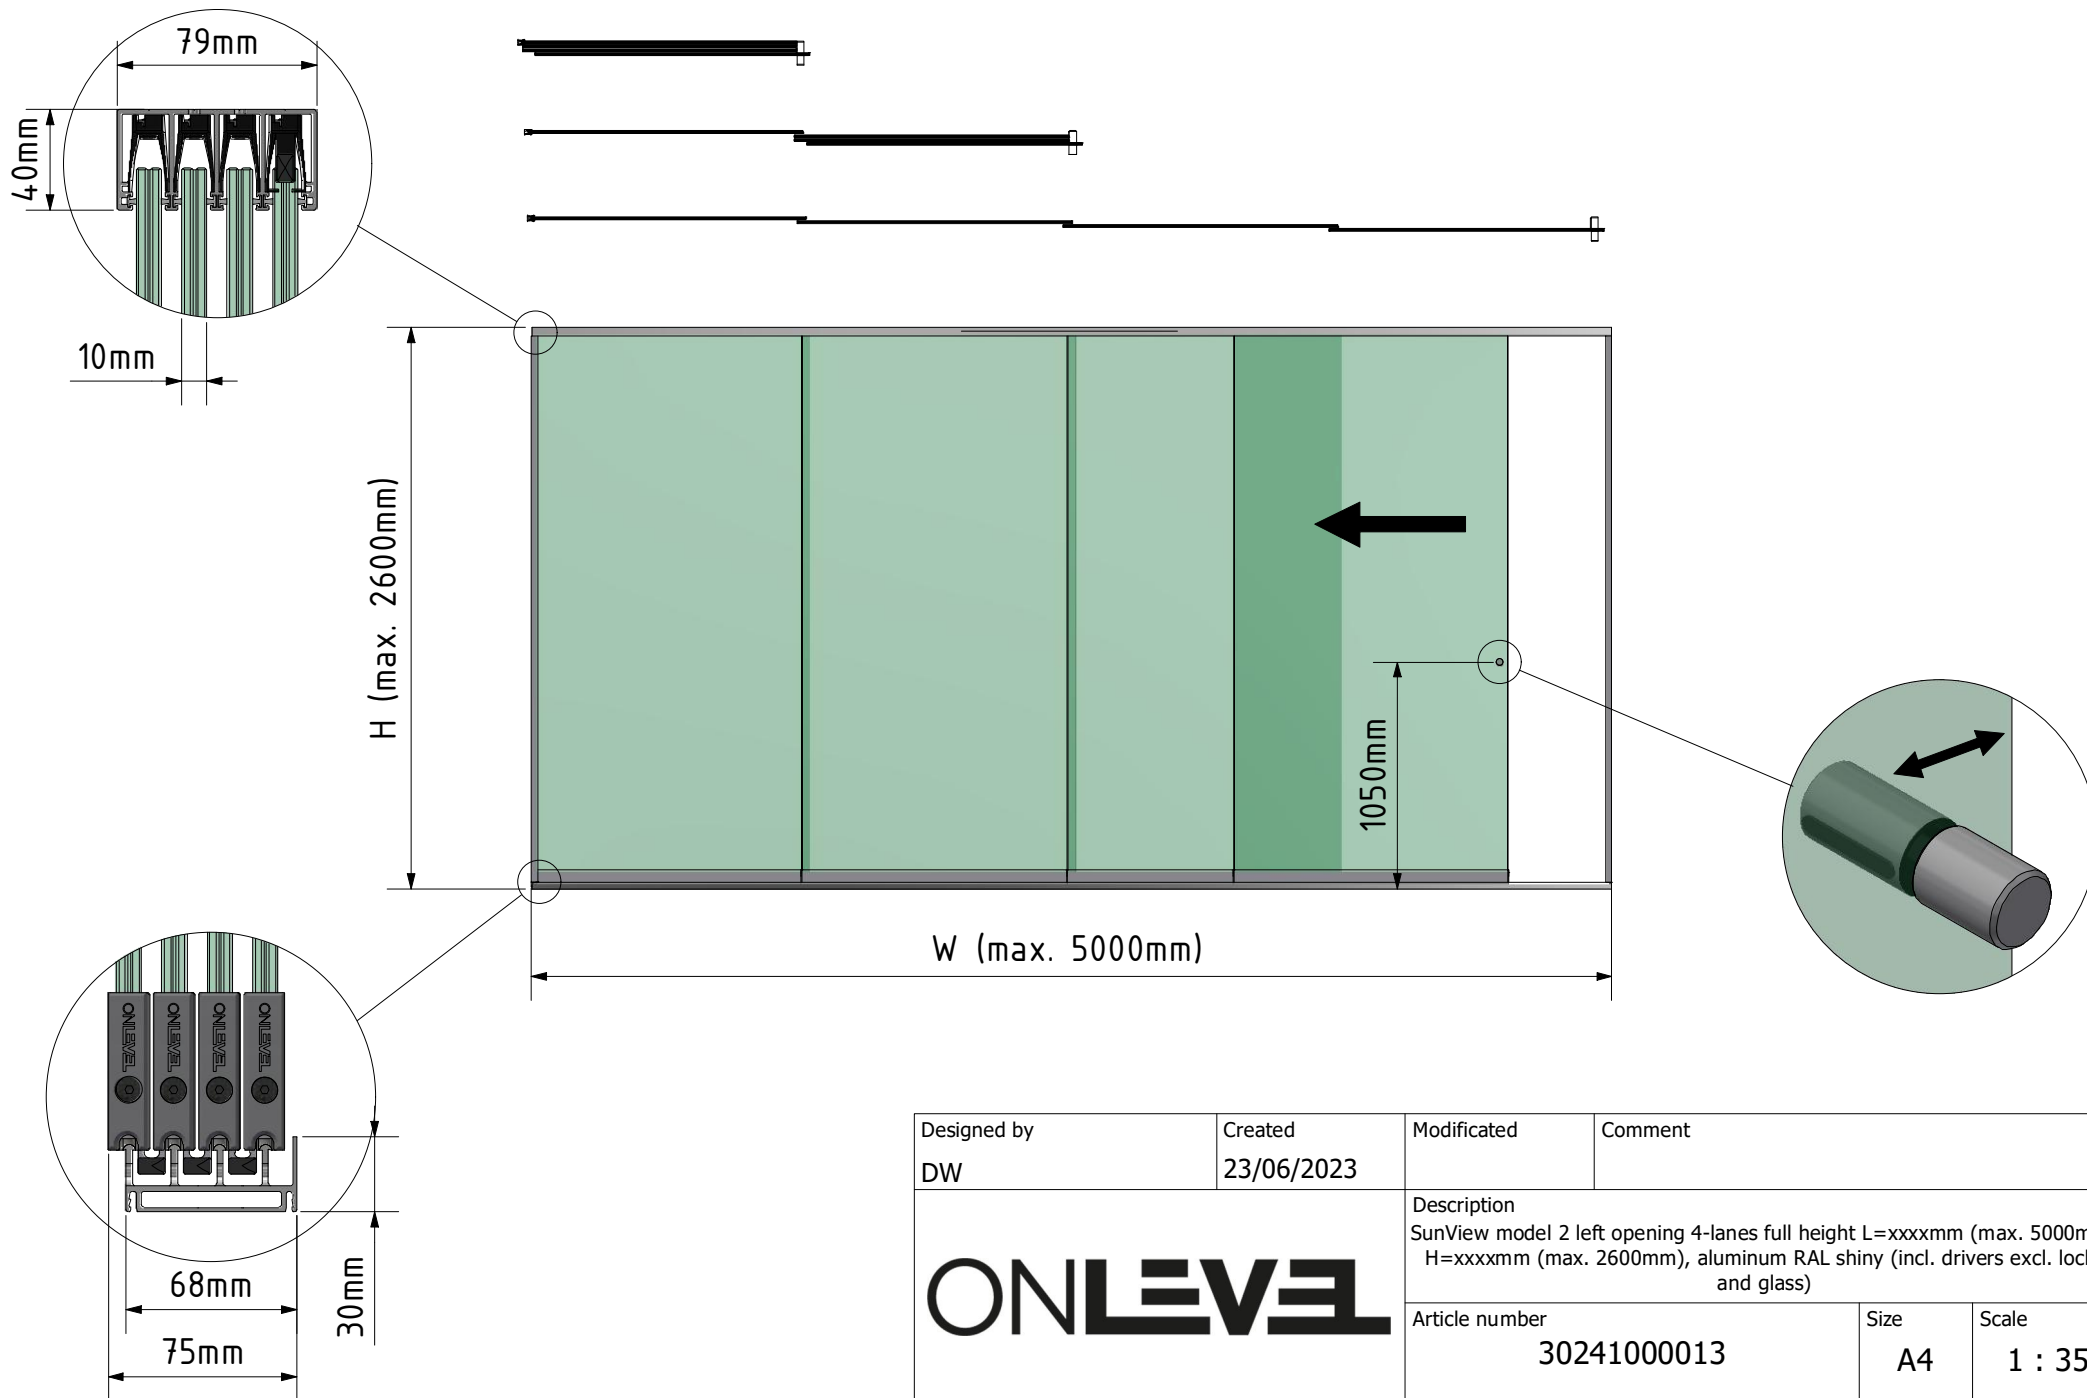 79mm
40mm
10mm
H (max. 2600mm)
1050mm
W (max. 5000mm)
ONLEVEL
ONLEVEL
ONLEVEL
ONLEVEL
30mm
68mm
75mm
Designed by
DW
Created
23/06/2023
Modificated
Comment
ONLEVEL
Description
SunView model 2 left opening 4-lanes full height L=xxxxmm (max. 5000m
H=xxxxmm (max. 2600mm), aluminum RAL shiny (incl. drivers excl. loc
and glass)
Article number
30241000013
Size
A4
Scale
1 : 35